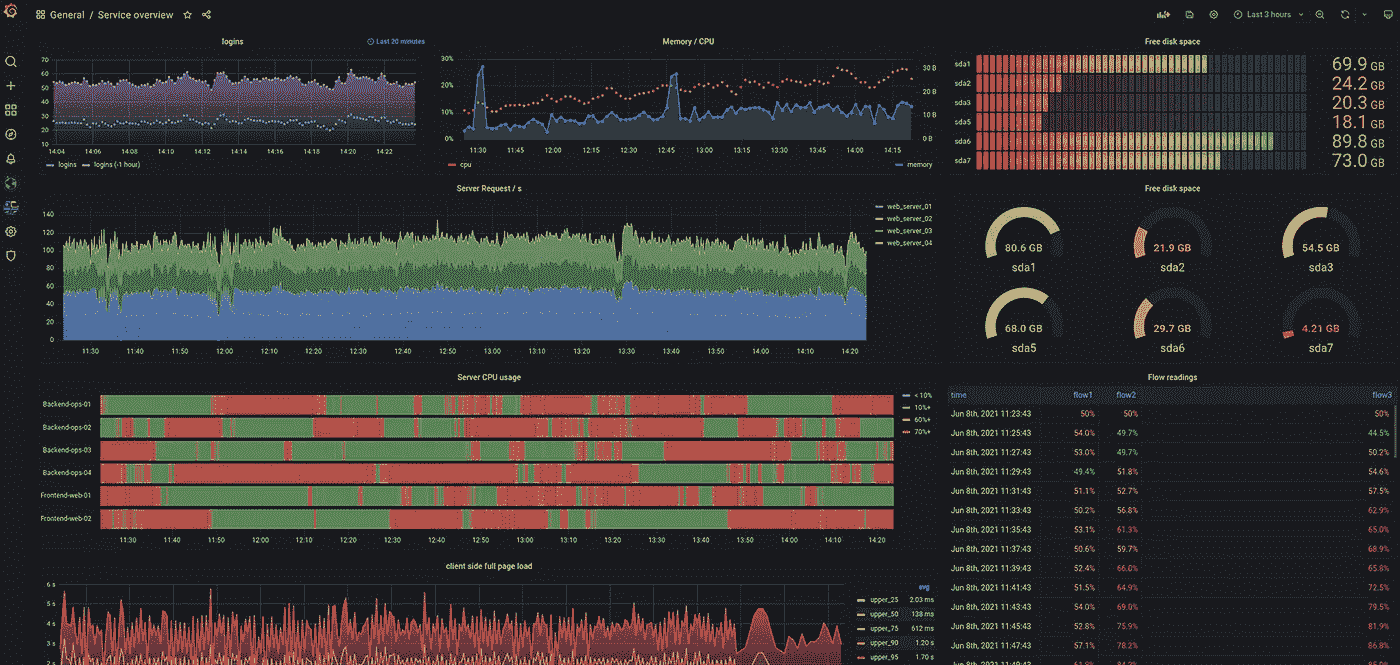 General / Service overview
Last 3 hours
logins
Last 20 minutes
70
60
50
40
30
20
10
14:04 14:06 14:08 14:10 14:12 14:14 14:16 14:18 14:20 14:22
logins logins (-1 hour)
Memory / CPU
30%
20%
10%
0%
30 B
20 B
10 B
0 B
11:30 11:45 12:00 12:15 12:30 12:45 13:00 13:15 13:30 13:45 14:00 14:15
cpu memory
Free disk space
sda1 69.9 GB
sda2 24.2 GB
sda3 20.3 GB
sda5 18.1 GB
sda6 89.8 GB
sda7 73.0 GB
Server Request / s
140
120
100
80
60
40
20
0
11:30 11:40 11:50 12:00 12:10 12:20 12:30 12:40 12:50 13:00 13:10 13:20 13:30 13:40 13:50 14:00 14:10 14:20
web_server_01
web_server_02
web_server_03
web_server_04
Free disk space
80.6 GB 21.9 GB 54.5 GB
sda1 sda2 sda3
68.0 GB 29.7 GB 4.21 GB
sda5 sda6 sda7
Server CPU usage
Backend-ops-01
Backend-ops-02
Backend-ops-03
Backend-ops-04
Frontend-web-01
Frontend-web-02
11:30 11:40 11:50 12:00 12:10 12:20 12:30 12:40 12:50 13:00 13:10 13:20 13:30 13:40 13:50 14:00 14:10 14:20
< 10%
10%+
60%+
70%+
Flow readings
time flow1 flow2 flow3
Jun 8th, 2021 11:23:43 50% 50% 50%
Jun 8th, 2021 11:25:43 54.0% 49.7% 44.5%
Jun 8th, 2021 11:27:43 53.0% 49.7% 50.2%
Jun 8th, 2021 11:29:43 49.4% 51.8% 54.6%
Jun 8th, 2021 11:31:43 51.1% 52.7% 57.5%
Jun 8th, 2021 11:33:43 50.2% 56.8% 62.9%
Jun 8th, 2021 11:35:43 53.1% 61.3% 65.0%
Jun 8th, 2021 11:37:43 50.6% 59.7% 68.9%
Jun 8th, 2021 11:39:43 52.4% 66.0% 65.8%
Jun 8th, 2021 11:41:43 51.5% 64.9% 72.5%
Jun 8th, 2021 11:43:43 54.0% 69.0% 79.5%
Jun 8th, 2021 11:45:43 52.8% 75.9% 81.9%
Jun 8th, 2021 11:47:43 57.1% 78.2% 86.8%
client side full page load
6 s
5 s
4 s
3 s
avg
upper_25 2.03 ms
upper_50 138 ms
upper_75 612 ms
upper_90 1.20 s
upper_95 1.70 s